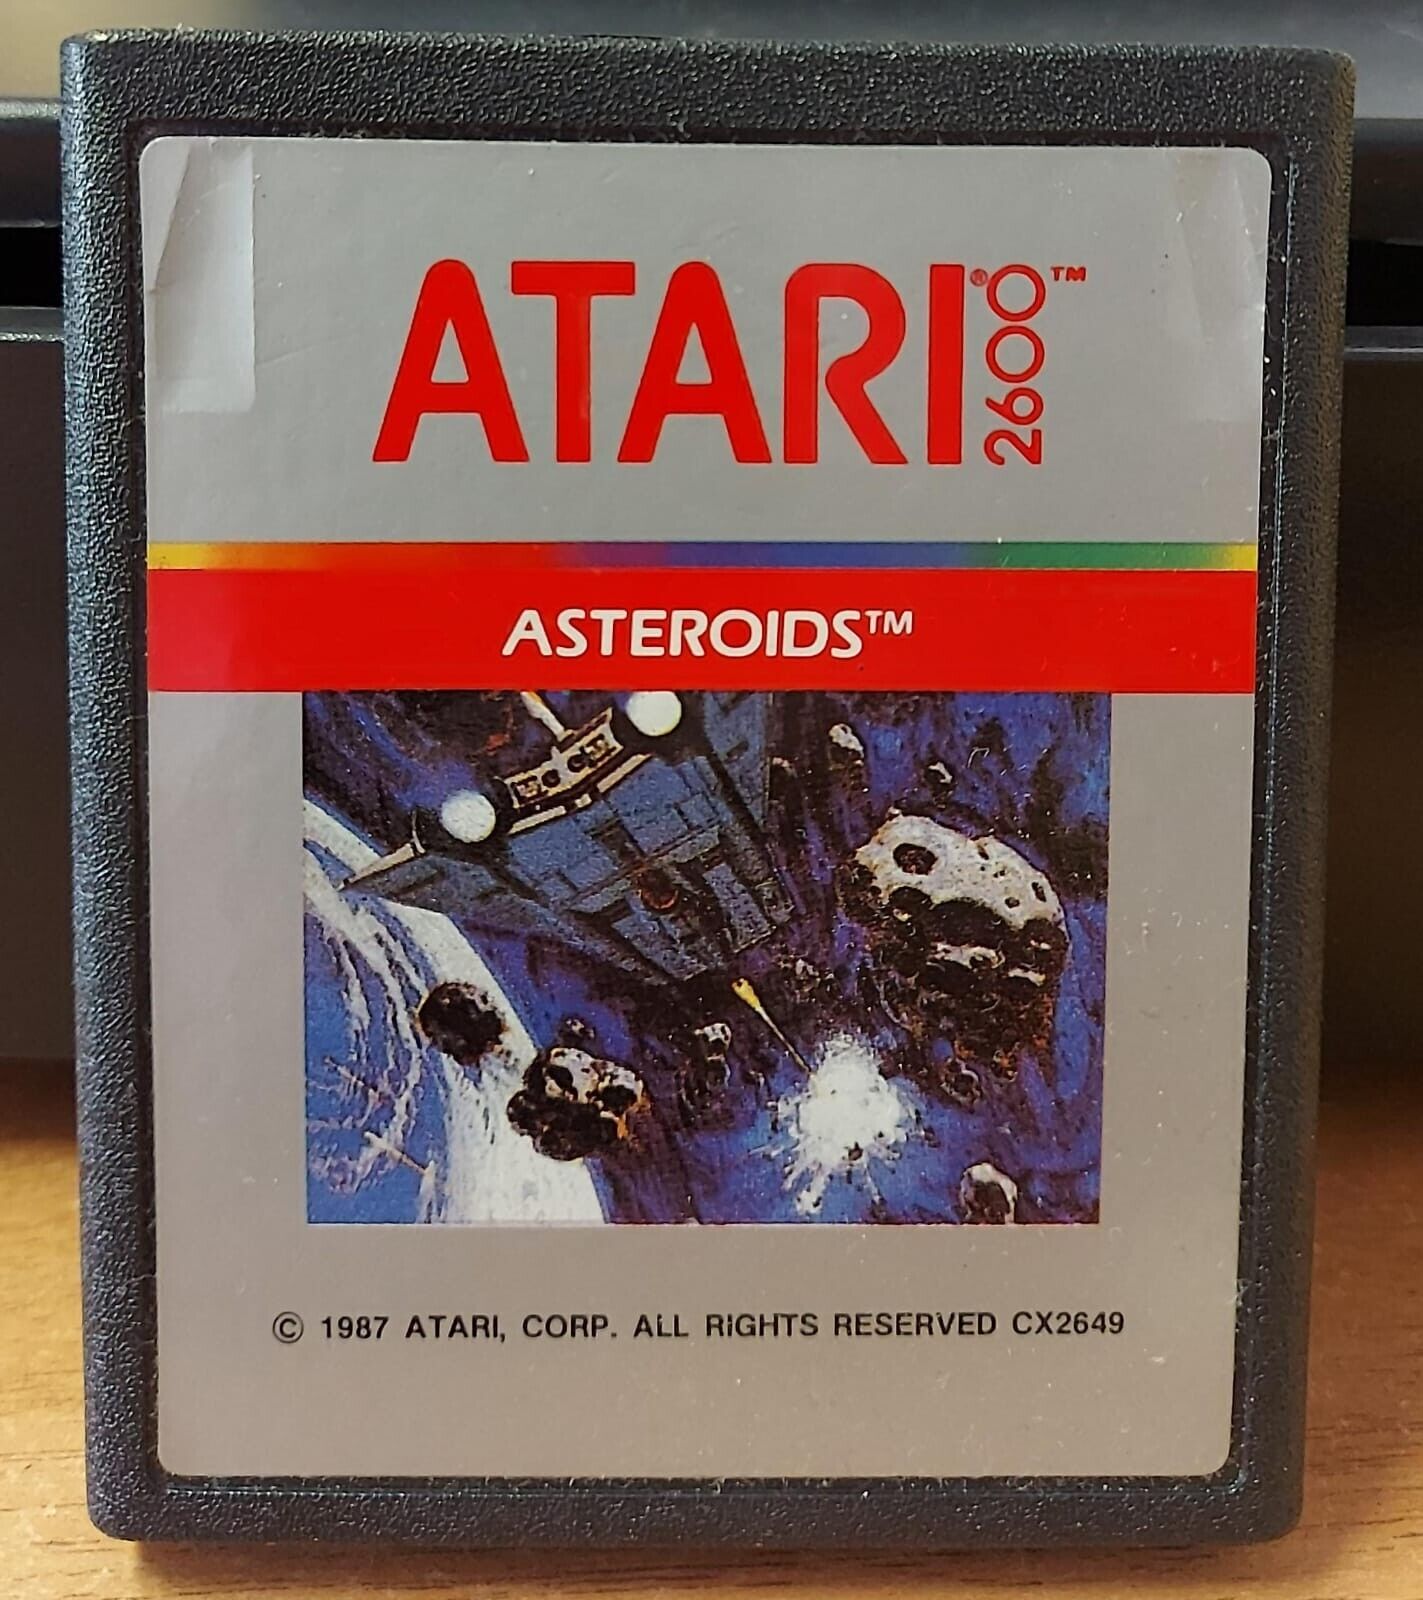 ATARI® 2600™
ASTEROIDS™
© 1987 ATARI, CORP. ALL RIGHTS RESERVED CX2649